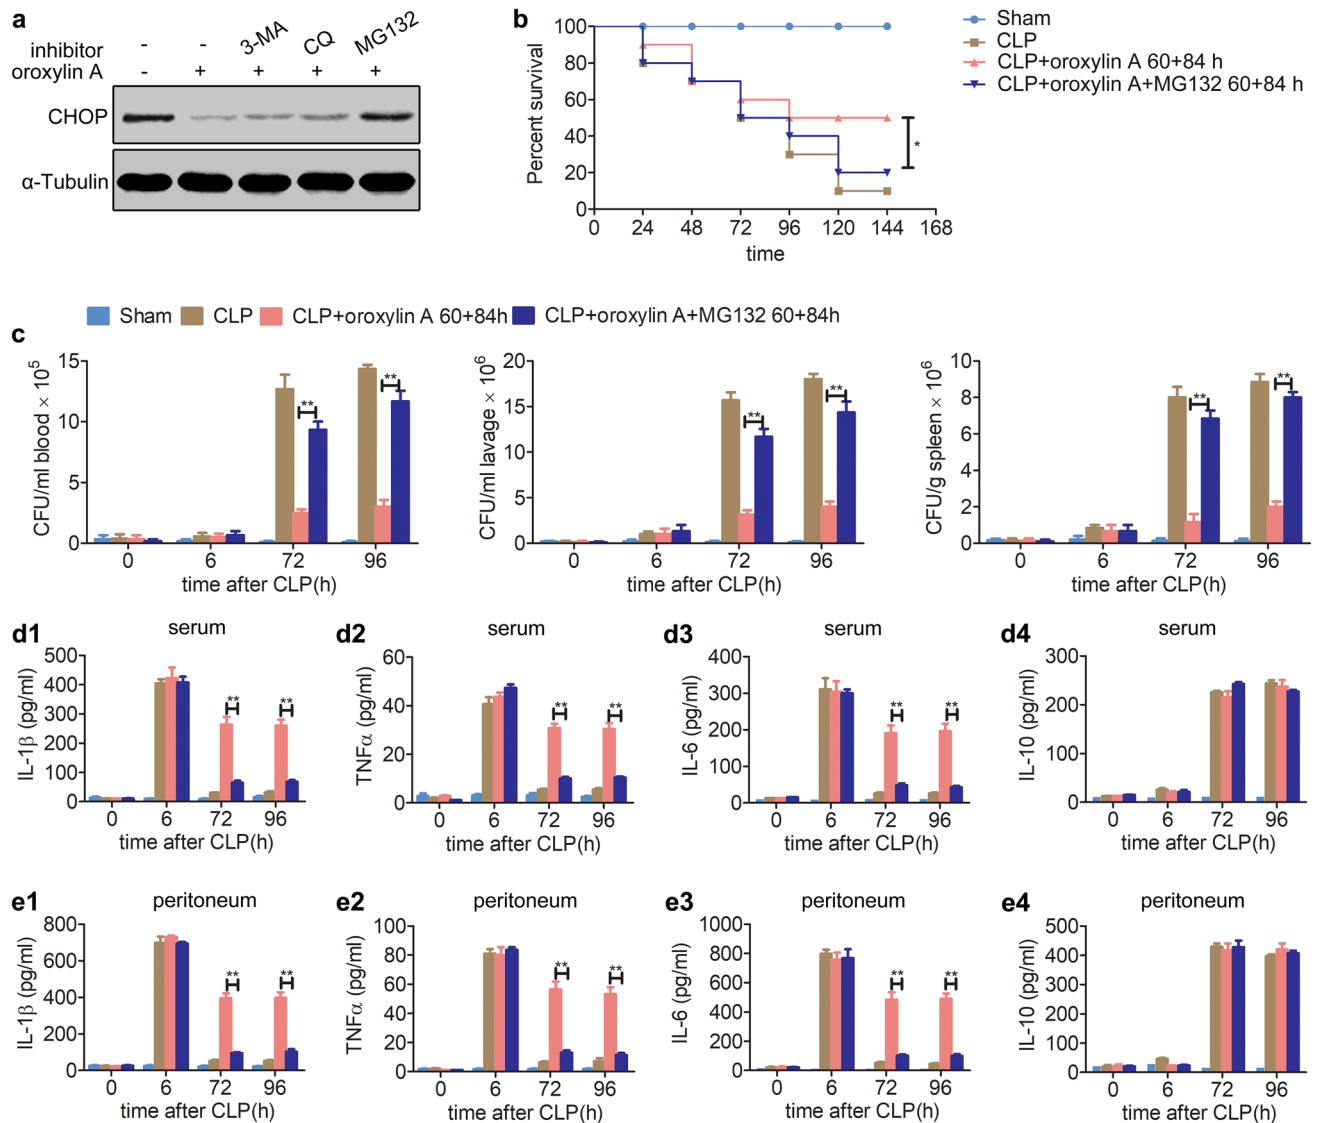 a
inhibitor - - 3-MA CQ MG132
oroxylin A - + + + +
CHOP
α-Tubulin
b
Percent survival
100
80
60
40
20
0
0 24 48 72 96 120 144 168
time
*
Sham
CLP
CLP+oroxylin A 60+84 h
CLP+oroxylin A+MG132 60+84 h
Sham CLP CLP+oroxylin A 60+84h CLP+oroxylin A+MG132 60+84h
c
CFU/ml blood × 10⁵
15
10
5
0
** **
0 6 72 96
time after CLP(h)
CFU/ml lavage × 10⁶
20
15
10
5
0
** **
0 6 72 96
time after CLP(h)
CFU/g spleen × 10⁶
10
8
6
4
2
0
** **
0 6 72 96
time after CLP(h)
d1
serum
IL-1β (pg/ml)
500
400
300
200
100
0
** **
0 6 72 96
time after CLP(h)
d2
serum
TNFα (pg/ml)
60
40
20
0
** **
0 6 72 96
time after CLP(h)
d3
serum
IL-6 (pg/ml)
400
300
200
100
0
** **
0 6 72 96
time after CLP(h)
d4
serum
IL-10 (pg/ml)
300
200
100
0
0 6 72 96
time after CLP(h)
e1
peritoneum
IL-1β (pg/ml)
800
600
400
200
0
** **
0 6 72 96
time after CLP(h)
e2
peritoneum
TNFα (pg/ml)
100
80
60
40
20
0
** **
0 6 72 96
time after CLP(h)
e3
peritoneum
IL-6 (pg/ml)
1000
800
600
400
200
0
** **
0 6 72 96
time after CLP(h)
e4
peritoneum
IL-10 (pg/ml)
500
400
300
200
100
0
0 6 72 96
time after CLP(h)